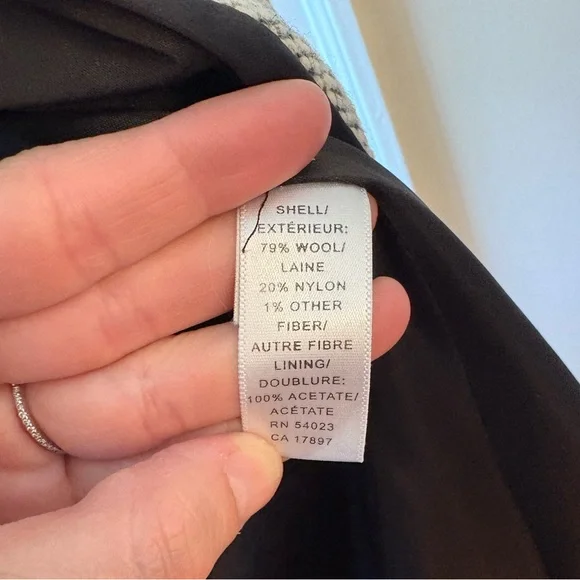 SHELL/
EXTÉRIEUR:
79% WOOL/
LAINE
20% NYLON
1% OTHER
FIBER/
AUTRE FIBRE
LINING/
DOUBLURE:
100% ACETATE/
ACÉTATE
RN 54023
CA 17897